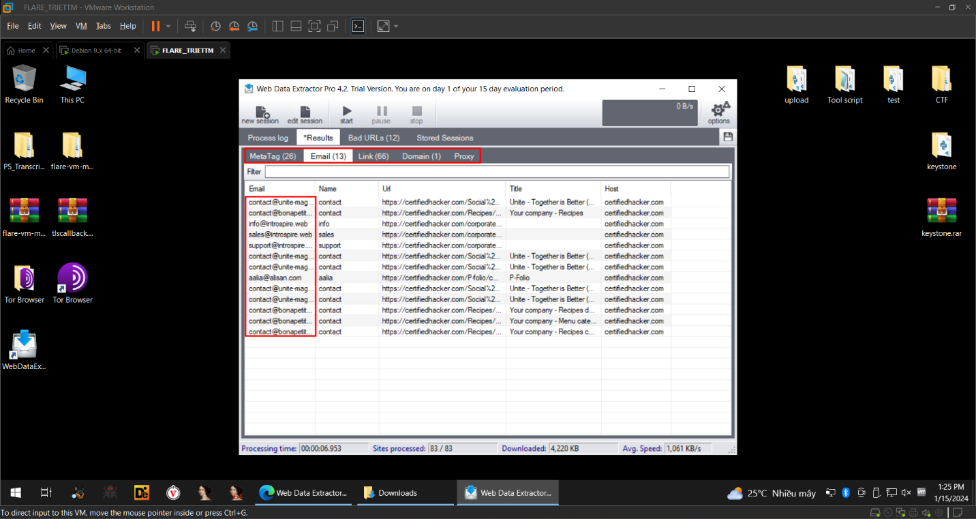 FLARE_TRIETTM - VMware Workstation
File Edit View VM Tabs Help
Home Debian 9.x 64-bit FLARE_TRIETTM
Recycle Bin This PC upload Tool script test CTF
PS_Transcri... flare-vm-m... keystone
flare-vm-m... tlscallback... keystone.rar
Tor Browser Tor Browser
WebDataEx...
Web Data Extractor Pro 4.2. Trial Version. You are on day 1 of your 15 day evaluation period.
new session edit session start pause stop 0 B/s options
Process log *Results Bad URLs (12) Stored Sessions
MetaTag (26) Email (13) Link (66) Domain (1) Proxy
Filter
Email Name Url Title Host
contact@unite-mag... contact https://certifiedhacker.com/Social%2... Unite - Together is Better (... certifiedhacker.com
contact@bonapetit... contact https://certifiedhacker.com/Recipes/... Your company - Recipes certifiedhacker.com
info@introspire.web info https://certifiedhacker.com/corporate... certifiedhacker.com
sales@introspire.web sales https://certifiedhacker.com/corporate... certifiedhacker.com
support@introspire... support https://certifiedhacker.com/corporate... certifiedhacker.com
contact@unite-mag... contact https://certifiedhacker.com/Social%2... Unite - Together is Better (... certifiedhacker.com
contact@unite-mag... contact https://certifiedhacker.com/Social%2... Unite - Together is Better (... certifiedhacker.com
aalia@alisan.com aalia https://certifiedhacker.com/P-folio/c... P-Folio certifiedhacker.com
contact@unite-mag... contact https://certifiedhacker.com/Social%2... Unite - Together is Better (... certifiedhacker.com
contact@unite-mag... contact https://certifiedhacker.com/Social%2... Unite - Together is Better (... certifiedhacker.com
contact@bonapetit... contact https://certifiedhacker.com/Recipes/... Your company - Recipes d... certifiedhacker.com
contact@bonapetit... contact https://certifiedhacker.com/Recipes/... Your company - Menu cate... certifiedhacker.com
contact@bonapetit... contact https://certifiedhacker.com/Recipes/... Your company - Recipes c... certifiedhacker.com
Processing time: 00:00:06.953 Sites processed: 83 / 83 Downloaded: 4,220 KB Avg. Speed: 1,061 KB/s
Web Data Extractor... Downloads Web Data Extractor... 25°C Nhiều mây 1:25 PM
1/15/2024
To direct input to this VM, move the mouse pointer inside or press Ctrl+G.